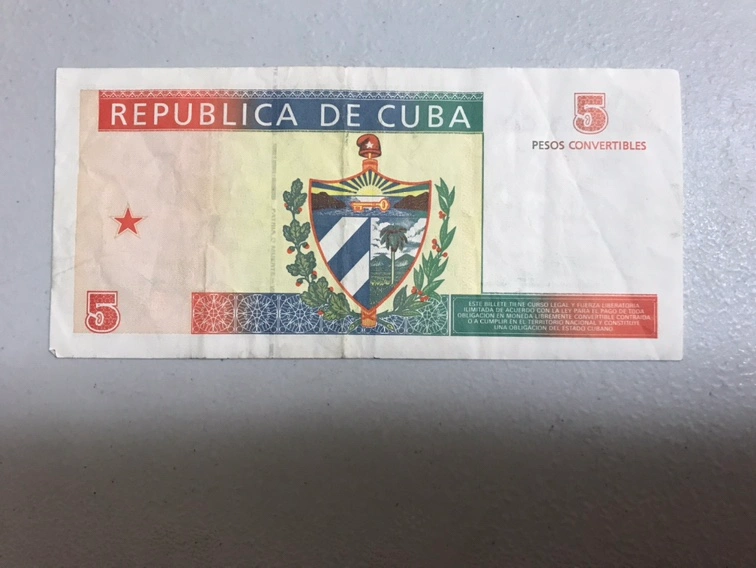 REPUBLICA DE CUBA
5
PESOS CONVERTIBLES
PATRIA O MUERTE
5
ESTE BILLETE TIENE CURSO LEGAL Y FUERZA LIBERATORIA
ILIMITADA DE ACUERDO CON LA LEY PARA EL PAGO DE TODA
OBLIGACION EN MONEDA LIBREMENTE CONVERTIBLE CONTRAIDA
O A CUMPLIR EN EL TERRITORIO NACIONAL Y CONSTITUYE
UNA OBLIGACION DEL ESTADO CUBANO